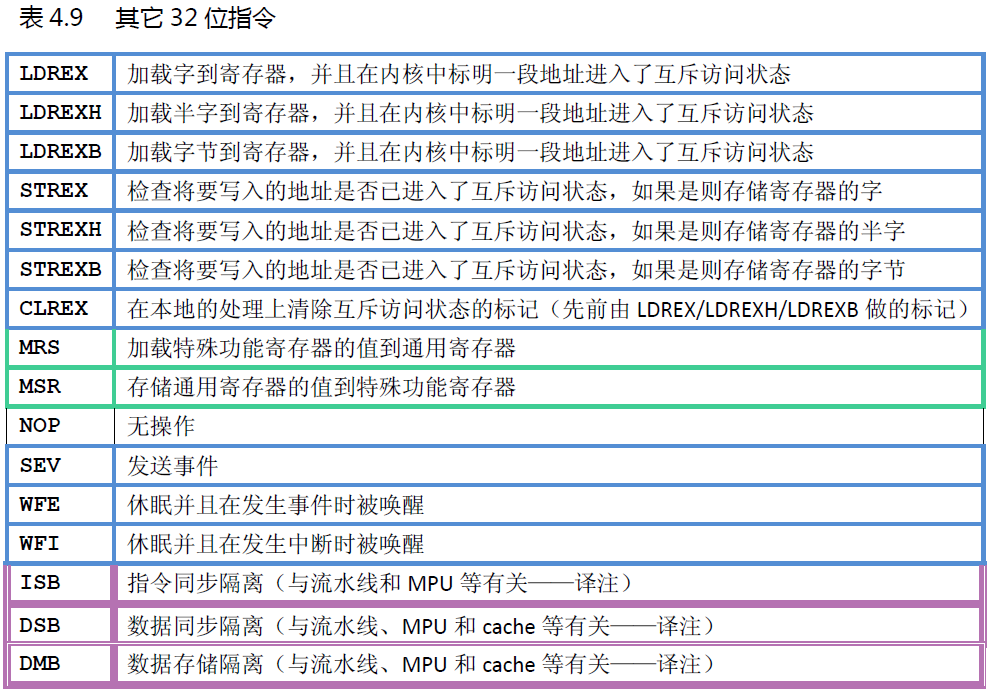 表 4.9 其它 32 位指令
LDREX 加载字到寄存器，并且在内核中标明一段地址进入了互斥访问状态
LDREXH 加载半字到寄存器，并且在内核中标明一段地址进入了互斥访问状态
LDREXB 加载字节到寄存器，并且在内核中标明一段地址进入了互斥访问状态
STREX 检查将要写入的地址是否已进入了互斥访问状态，如果是则存储寄存器的字
STREXH 检查将要写入的地址是否已进入了互斥访问状态，如果是则存储寄存器的半字
STREXB 检查将要写入的地址是否已进入了互斥访问状态，如果是则存储寄存器的字节
CLREX 在本地的处理上清除互斥访问状态的标记（先前由 LDREX/LDREXH/LDREXB 做的标记）
MRS 加载特殊功能寄存器的值到通用寄存器
MSR 存储通用寄存器的值到特殊功能寄存器
NOP 无操作
SEV 发送事件
WFE 休眠并且在发生事件时被唤醒
WFI 休眠并且在发生中断时被唤醒
ISB 指令同步隔离（与流水线和 MPU 等有关——译注）
DSB 数据同步隔离（与流水线、MPU 和 cache 等有关——译注）
DMB 数据存储隔离（与流水线、MPU 和 cache 等有关——译注）